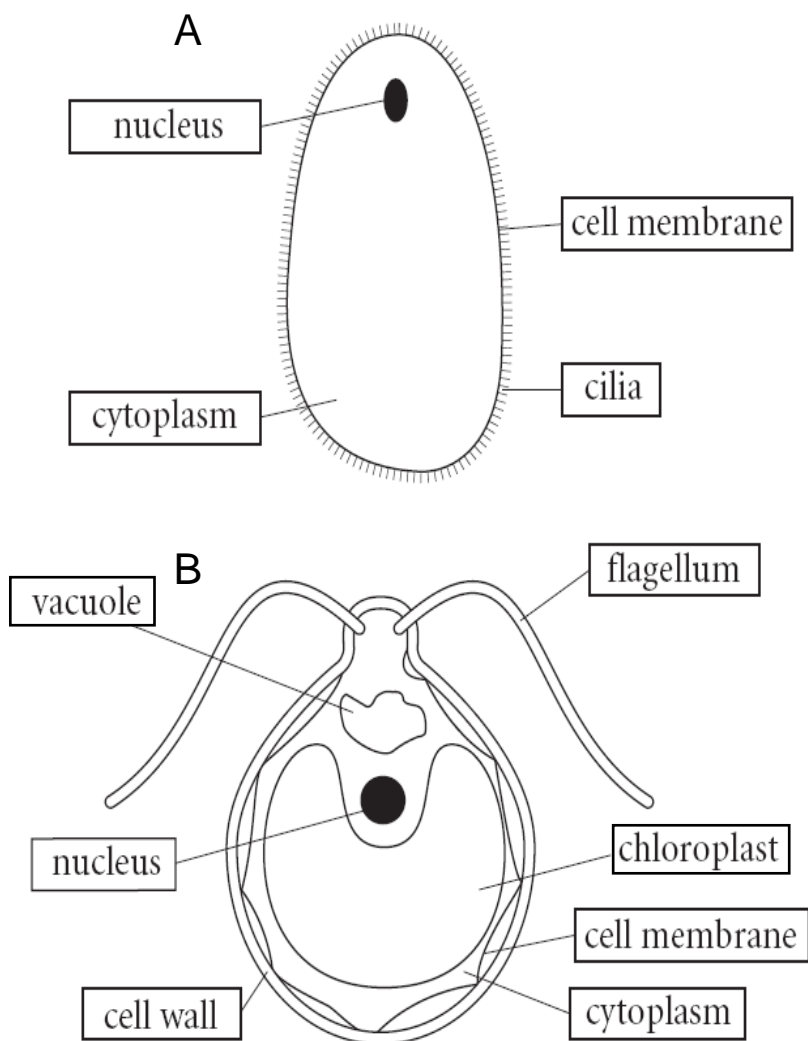 A
nucleus
cell membrane
cilia
cytoplasm
B
flagellum
vacuole
chloroplast
nucleus
cell membrane
cytoplasm
cell wall